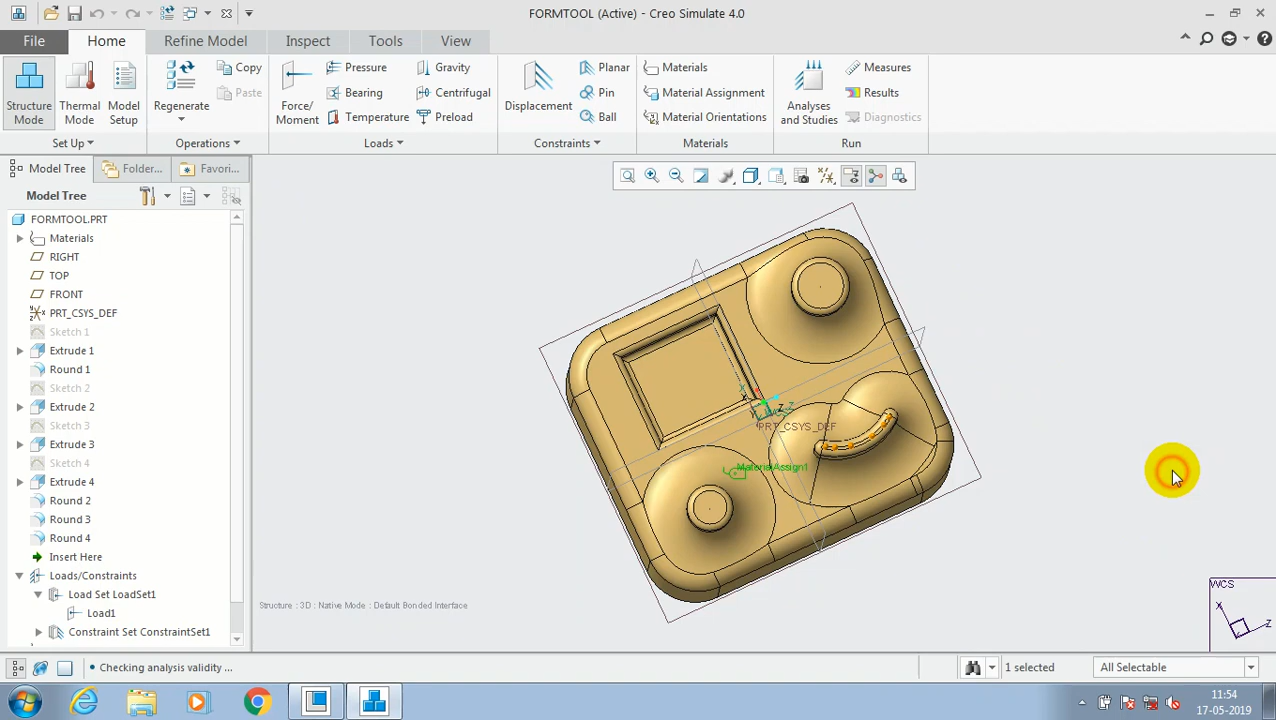 FORMTOOL (Active) - Creo Simulate 4.0
File
Home
Refine Model
Inspect
Tools
View
Structure Mode
Thermal Mode
Model Setup
Regenerate
Copy
Paste
Force/Moment
Pressure
Bearing
Temperature
Gravity
Centrifugal
Preload
Displacement
Planar
Pin
Ball
Materials
Material Assignment
Material Orientations
Analyses and Studies
Measures
Results
Diagnostics
Set Up
Operations
Loads
Constraints
Materials
Run
Model Tree
Folder...
Favori...
Model Tree
FORMTOOL.PRT
Materials
RIGHT
TOP
FRONT
PRT_CSYS_DEF
Sketch 1
Extrude 1
Round 1
Sketch 2
Extrude 2
Sketch 3
Extrude 3
Sketch 4
Extrude 4
Round 2
Round 3
Round 4
Insert Here
Loads/Constraints
Load Set LoadSet1
Load1
Constraint Set ConstraintSet1
PRT_CSYS_DEF
MaterialAssign1
Structure : 3D : Native Mode : Default Bonded Interface
WCS
X
Z
Checking analysis validity ...
1 selected
All Selectable
11:54
17-05-2019